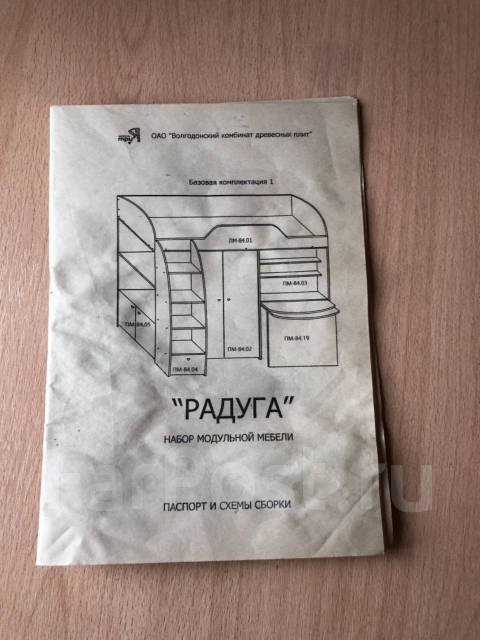 ОАО "Волгодонский комбинат древесных плит"
Базовая комплектация 1
ПМ-84.01
ПМ-84.03
ПМ-84.05
ПМ-84.02
ПМ-84.19
ПМ-84.04
"РАДУГА"
НАБОР МОДУЛЬНОЙ МЕБЕЛИ
ПАСПОРТ И СХЕМЫ СБОРКИ